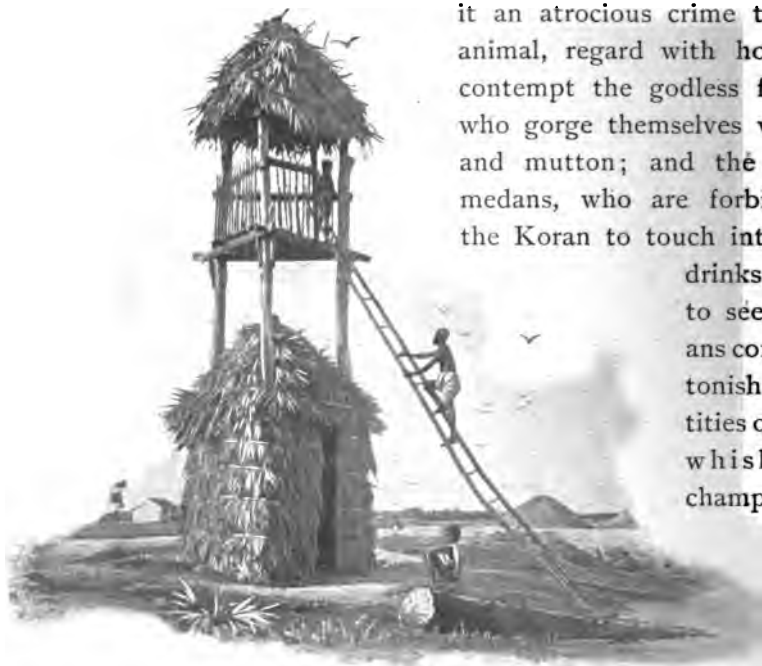 it an atrocious crime t
animal, regard with ho
contempt the godless f
who gorge themselves v
and mutton; and the
medans, who are forbi
the Koran to touch int
drinks
to see
ans co
tonish
tities o
whisl
champ